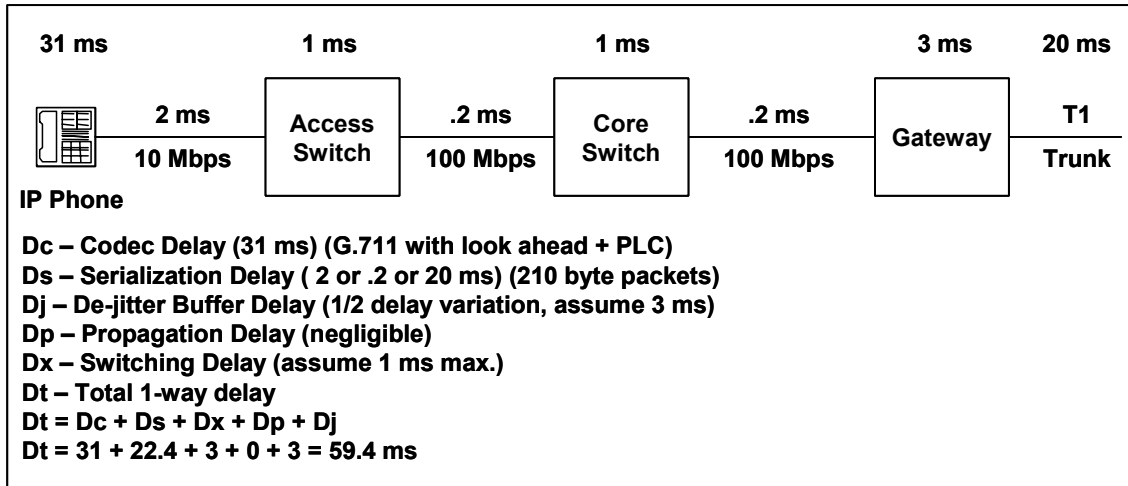 31 ms 1 ms 1 ms 3 ms 20 ms
2 ms .2 ms .2 ms T1
Access Switch Core Switch Gateway
10 Mbps 100 Mbps 100 Mbps Trunk
IP Phone
Dc – Codec Delay (31 ms) (G.711 with look ahead + PLC)
Ds – Serialization Delay ( 2 or .2 or 20 ms) (210 byte packets)
Dj – De-jitter Buffer Delay (1/2 delay variation, assume 3 ms)
Dp – Propagation Delay (negligible)
Dx – Switching Delay (assume 1 ms max.)
Dt – Total 1-way delay
Dt = Dc + Ds + Dx + Dp + Dj
Dt = 31 + 22.4 + 3 + 0 + 3 = 59.4 ms